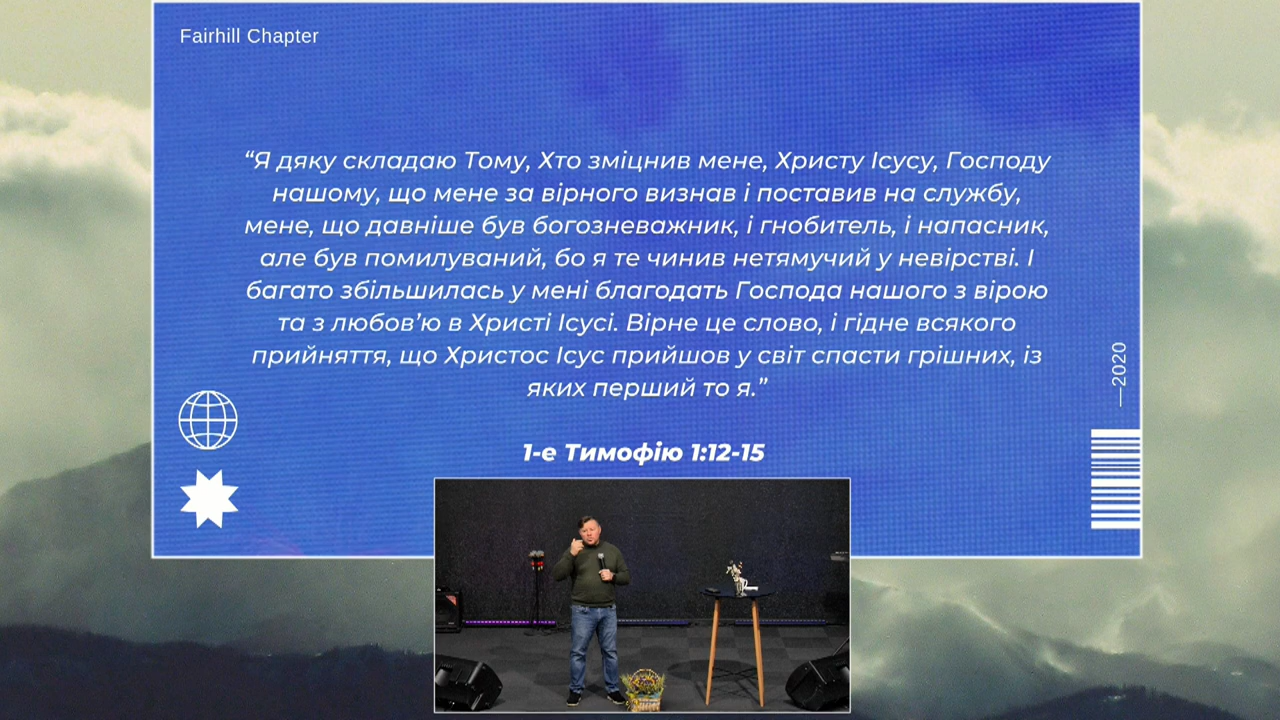 Fairhill Chapter
“Я дяку складаю Тому, Хто зміцнив мене, Христу Ісусу, Господу
нашому, що мене за вірного визнав і поставив на службу,
мене, що давніше був богозневажник, і гнобитель, і напасник,
але був помилуваний, бо я те чинив нетямучий у невірстві. І
багато збільшилась у мені благодать Господа нашого з вірою
та з любов’ю в Христі Ісусі. Вірне це слово, і гідне всякого
прийняття, що Христос Ісус прийшов у світ спасти грішних, із
яких перший то я.”
1-е Тимофію 1:12-15
—2020